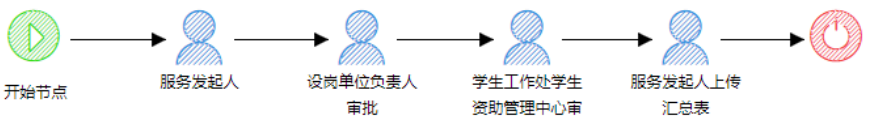 开始节点
服务发起人
设岗单位负责人
审批
学生工作处学生
资助管理中心审
服务发起人上传
汇总表